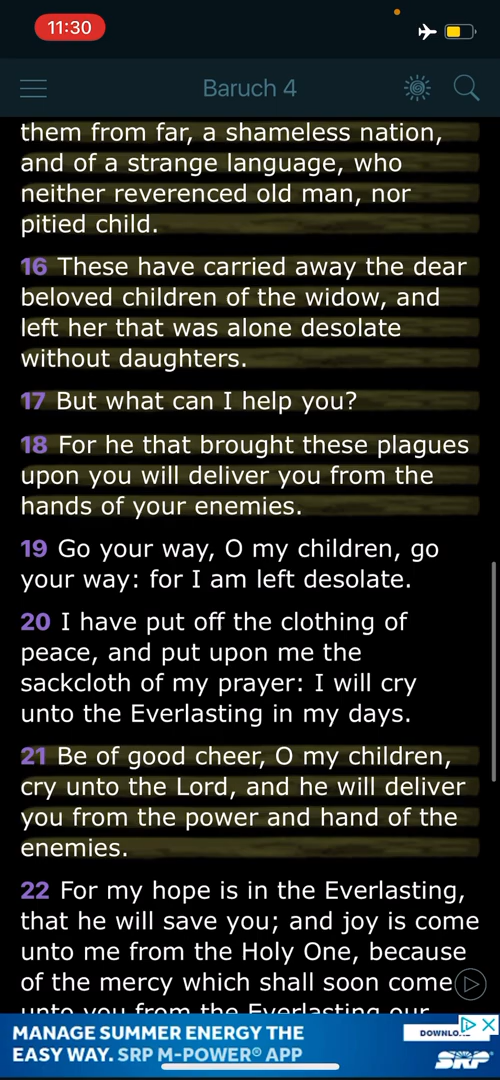 11:30
Baruch 4
them from far, a shameless nation,
and of a strange language, who
neither reverenced old man, nor
pitied child.
16 These have carried away the dear
beloved children of the widow, and
left her that was alone desolate
without daughters.
17 But what can I help you?
18 For he that brought these plagues
upon you will deliver you from the
hands of your enemies.
19 Go your way, O my children, go
your way: for I am left desolate.
20 I have put off the clothing of
peace, and put upon me the
sackcloth of my prayer: I will cry
unto the Everlasting in my days.
21 Be of good cheer, O my children,
cry unto the Lord, and he will deliver
you from the power and hand of the
enemies.
22 For my hope is in the Everlasting,
that he will save you; and joy is come
unto me from the Holy One, because
of the mercy which shall soon come
unto you from the Everlasting our
MANAGE SUMMER ENERGY THE
EASY WAY. SRP M-POWER® APP
DOWNLO...
SRP